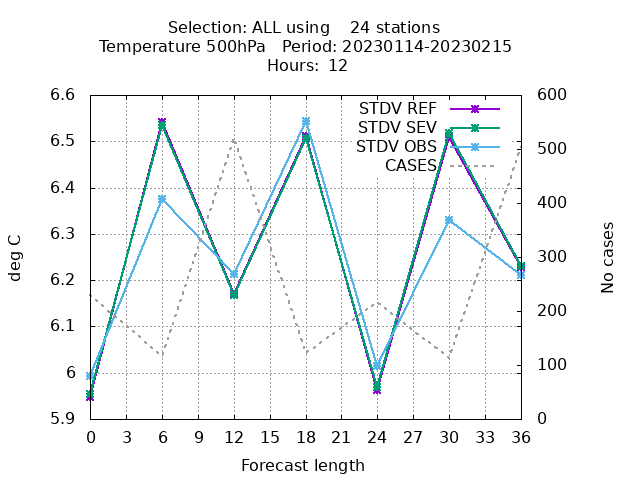 Selection: ALL using    24 stations
Temperature 500hPa   Period: 20230114-20230215
Hours: 12
STDV REF
STDV SEV
STDV OBS
CASES
6.6
6.5
6.4
6.3
6.2
6.1
6
5.9
deg C
600
500
400
300
200
100
0
No cases
0 3 6 9 12 15 18 21 24 27 30 33 36
Forecast length